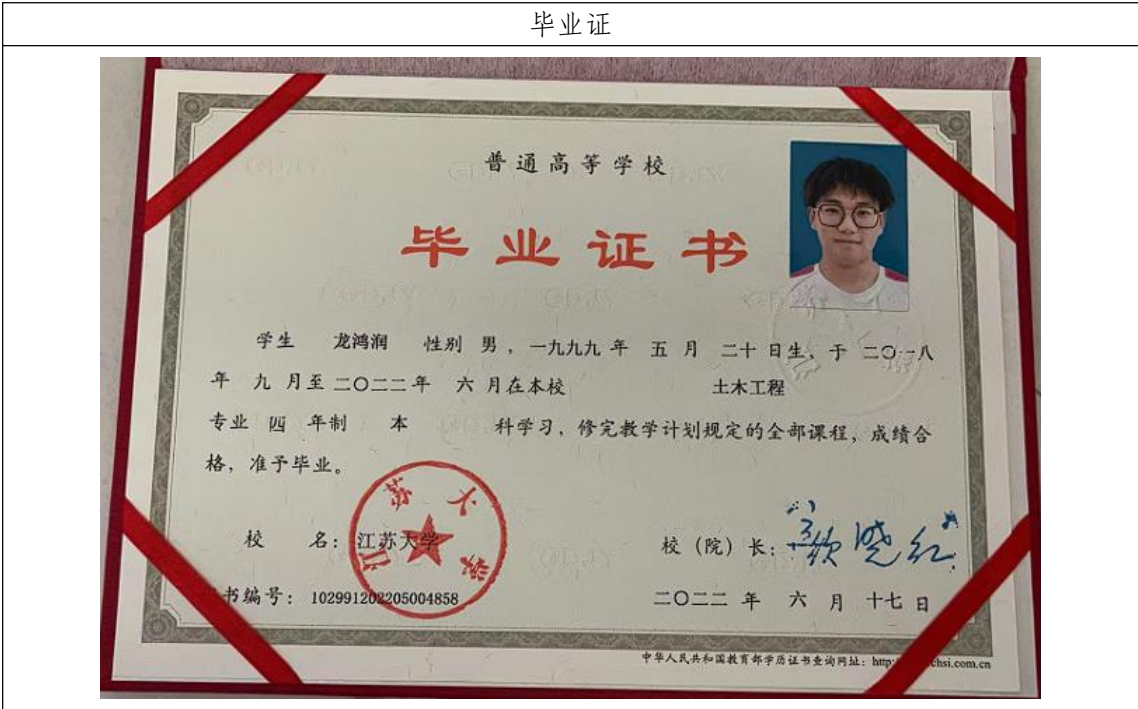 毕业证
普通高等学校
毕业证书
学生 龙鸿润 性别 男，一九九九 年 五 月 二十 日生，于 二〇一八
年 九 月至 二〇二二 年 六 月在本校 土木工程
专业 四 年制 本 科学习，修完教学计划规定的全部课程，成绩合
格，准予毕业。
江苏大学
校 名：江苏大学
校（院）长：
书编号：102991202205004858
二〇二二 年 六 月 十七 日
中华人民共和国教育部学历证书查询网址：http chsi.com.cn